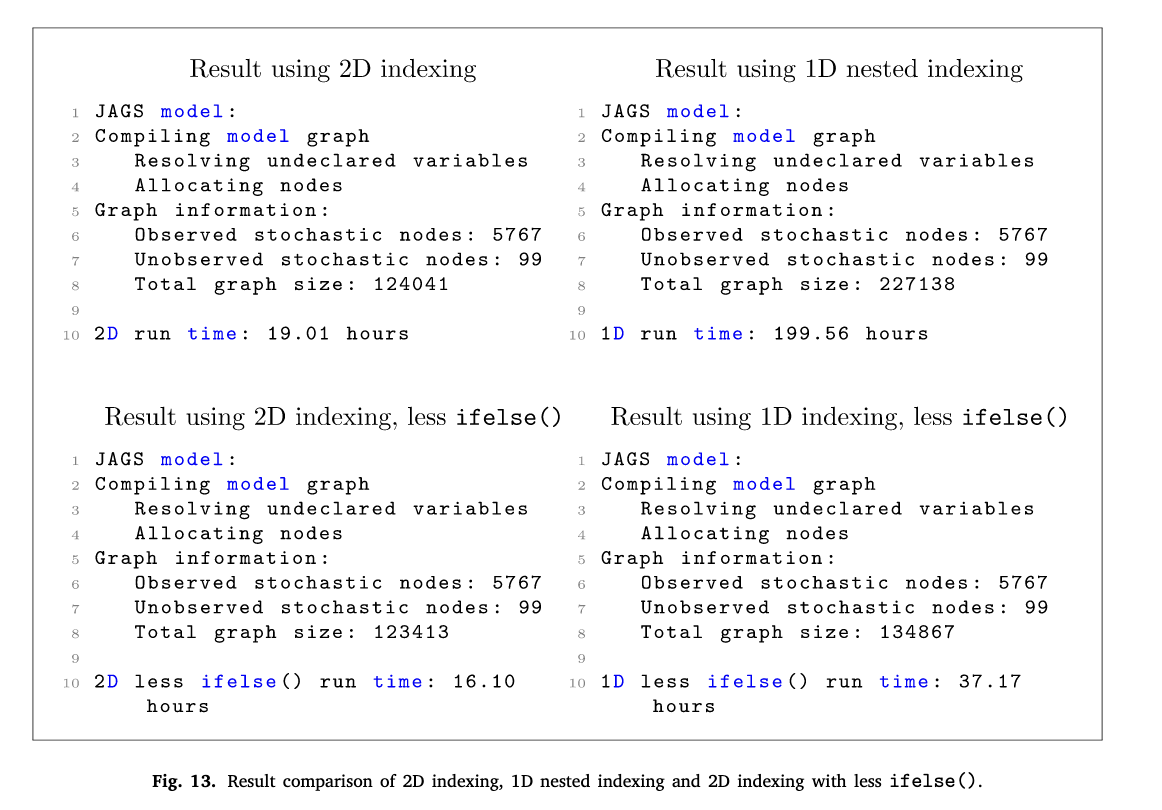 Result using 2D indexing
1 JAGS model:
2 Compiling model graph
3 Resolving undeclared variables
4 Allocating nodes
5 Graph information:
6 Observed stochastic nodes: 5767
7 Unobserved stochastic nodes: 99
8 Total graph size: 124041
9
10 2D run time: 19.01 hours
Result using 1D nested indexing
1 JAGS model:
2 Compiling model graph
3 Resolving undeclared variables
4 Allocating nodes
5 Graph information:
6 Observed stochastic nodes: 5767
7 Unobserved stochastic nodes: 99
8 Total graph size: 227138
9
10 1D run time: 199.56 hours
Result using 2D indexing, less ifelse()
1 JAGS model:
2 Compiling model graph
3 Resolving undeclared variables
4 Allocating nodes
5 Graph information:
6 Observed stochastic nodes: 5767
7 Unobserved stochastic nodes: 99
8 Total graph size: 123413
9
10 2D less ifelse() run time: 16.10
hours
Result using 1D indexing, less ifelse()
1 JAGS model:
2 Compiling model graph
3 Resolving undeclared variables
4 Allocating nodes
5 Graph information:
6 Observed stochastic nodes: 5767
7 Unobserved stochastic nodes: 99
8 Total graph size: 134867
9
10 1D less ifelse() run time: 37.17
hours
Fig. 13. Result comparison of 2D indexing, 1D nested indexing and 2D indexing with less ifelse().